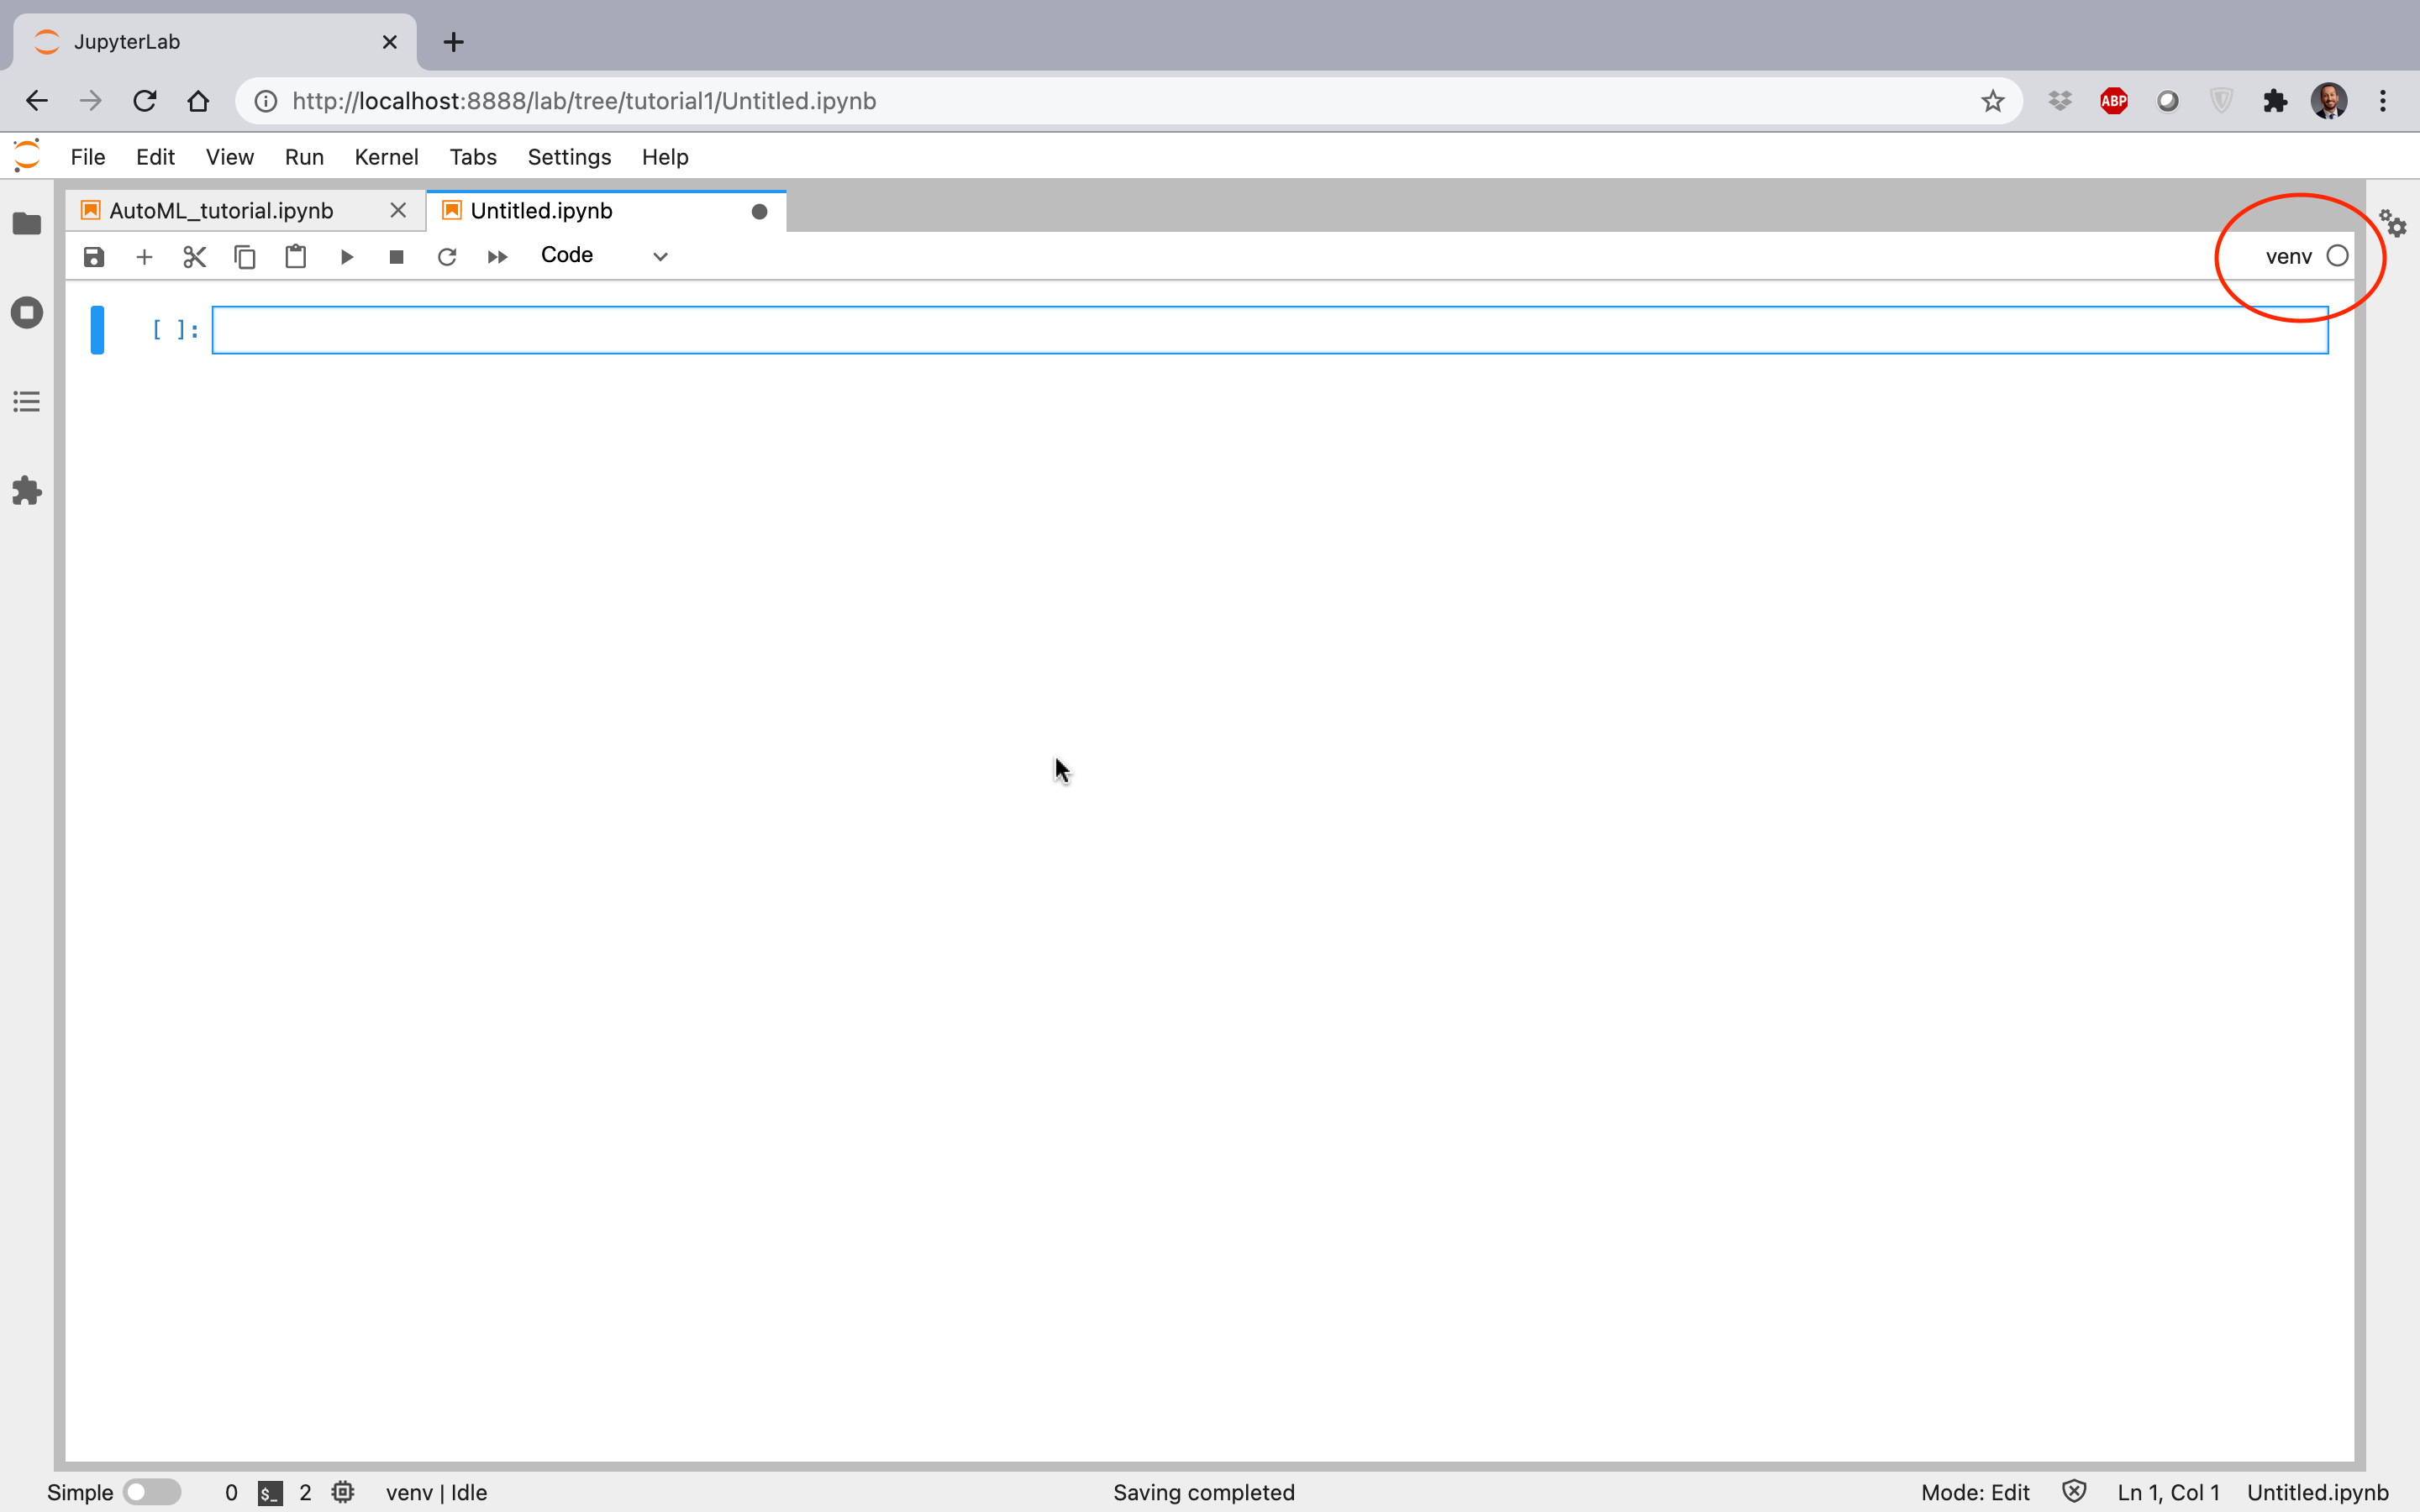 JupyterLab
http://localhost:8888/lab/tree/tutorial1/Untitled.ipynb
ABP
File Edit View Run Kernel Tabs Settings Help
AutoML_tutorial.ipynb Untitled.ipynb
Code venv
[ ]:
Simple 0 $_ 2 venv | Idle Saving completed Mode: Edit Ln 1, Col 1 Untitled.ipynb